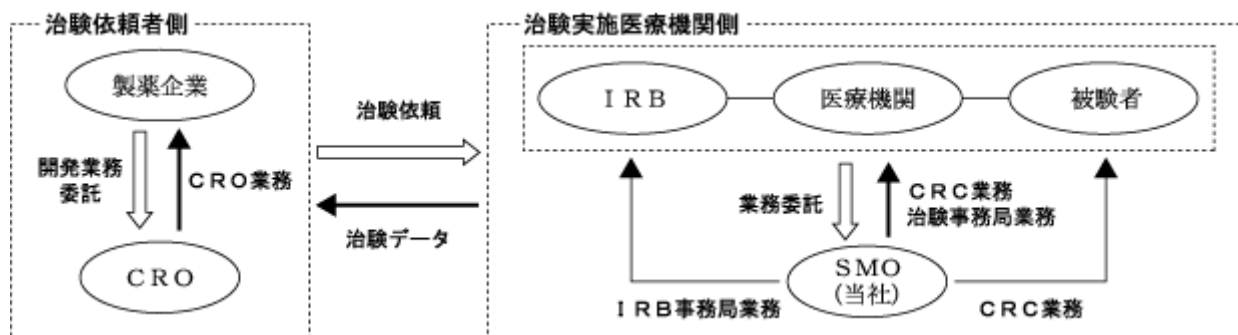 治験依頼者側
製薬企業
開発業務
委託
ＣＲＯ業務
ＣＲＯ
治験依頼
治験データ
治験実施医療機関側
ＩＲＢ
医療機関
被験者
業務委託
ＣＲＣ業務
治験事務局業務
ＳＭＯ
(当社)
ＩＲＢ事務局業務
ＣＲＣ業務